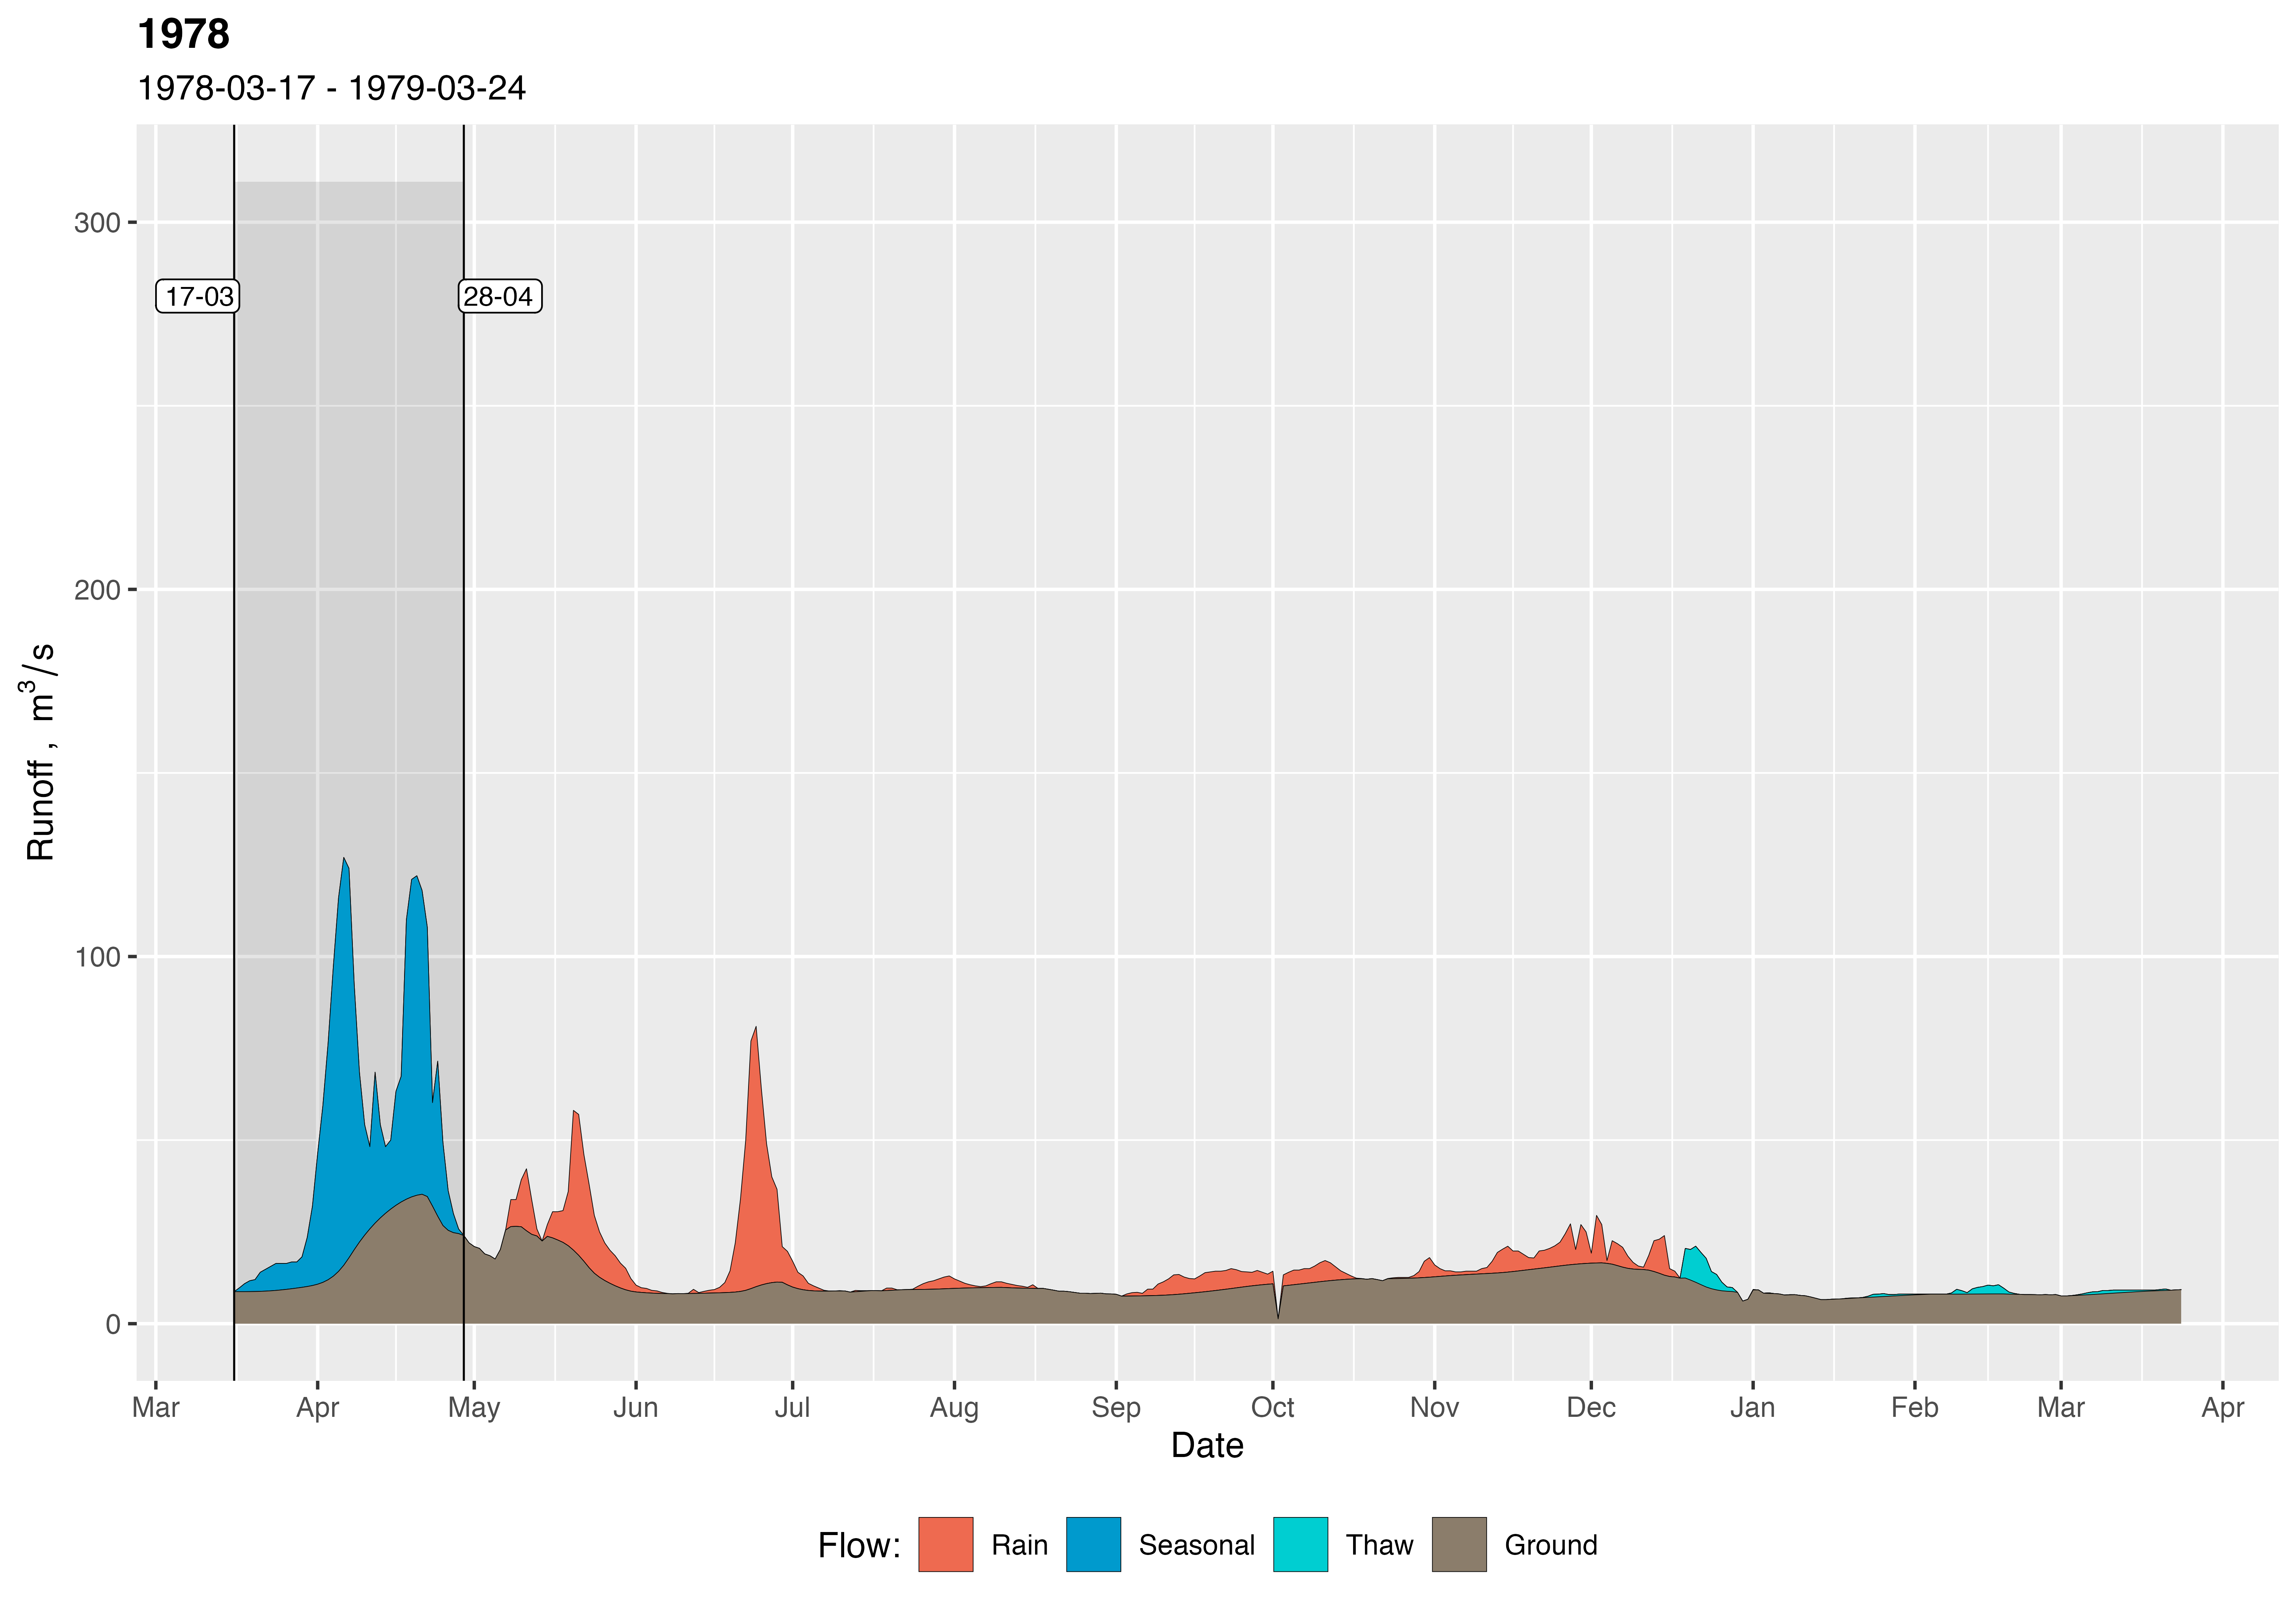 1978
1978-03-17 - 1979-03-24
300
200
100
0
Runoff , m³/s
17-03
28-04
Mar Apr May Jun Jul Aug Sep Oct Nov Dec Jan Feb Mar Apr
Date
Flow: Rain Seasonal Thaw Ground